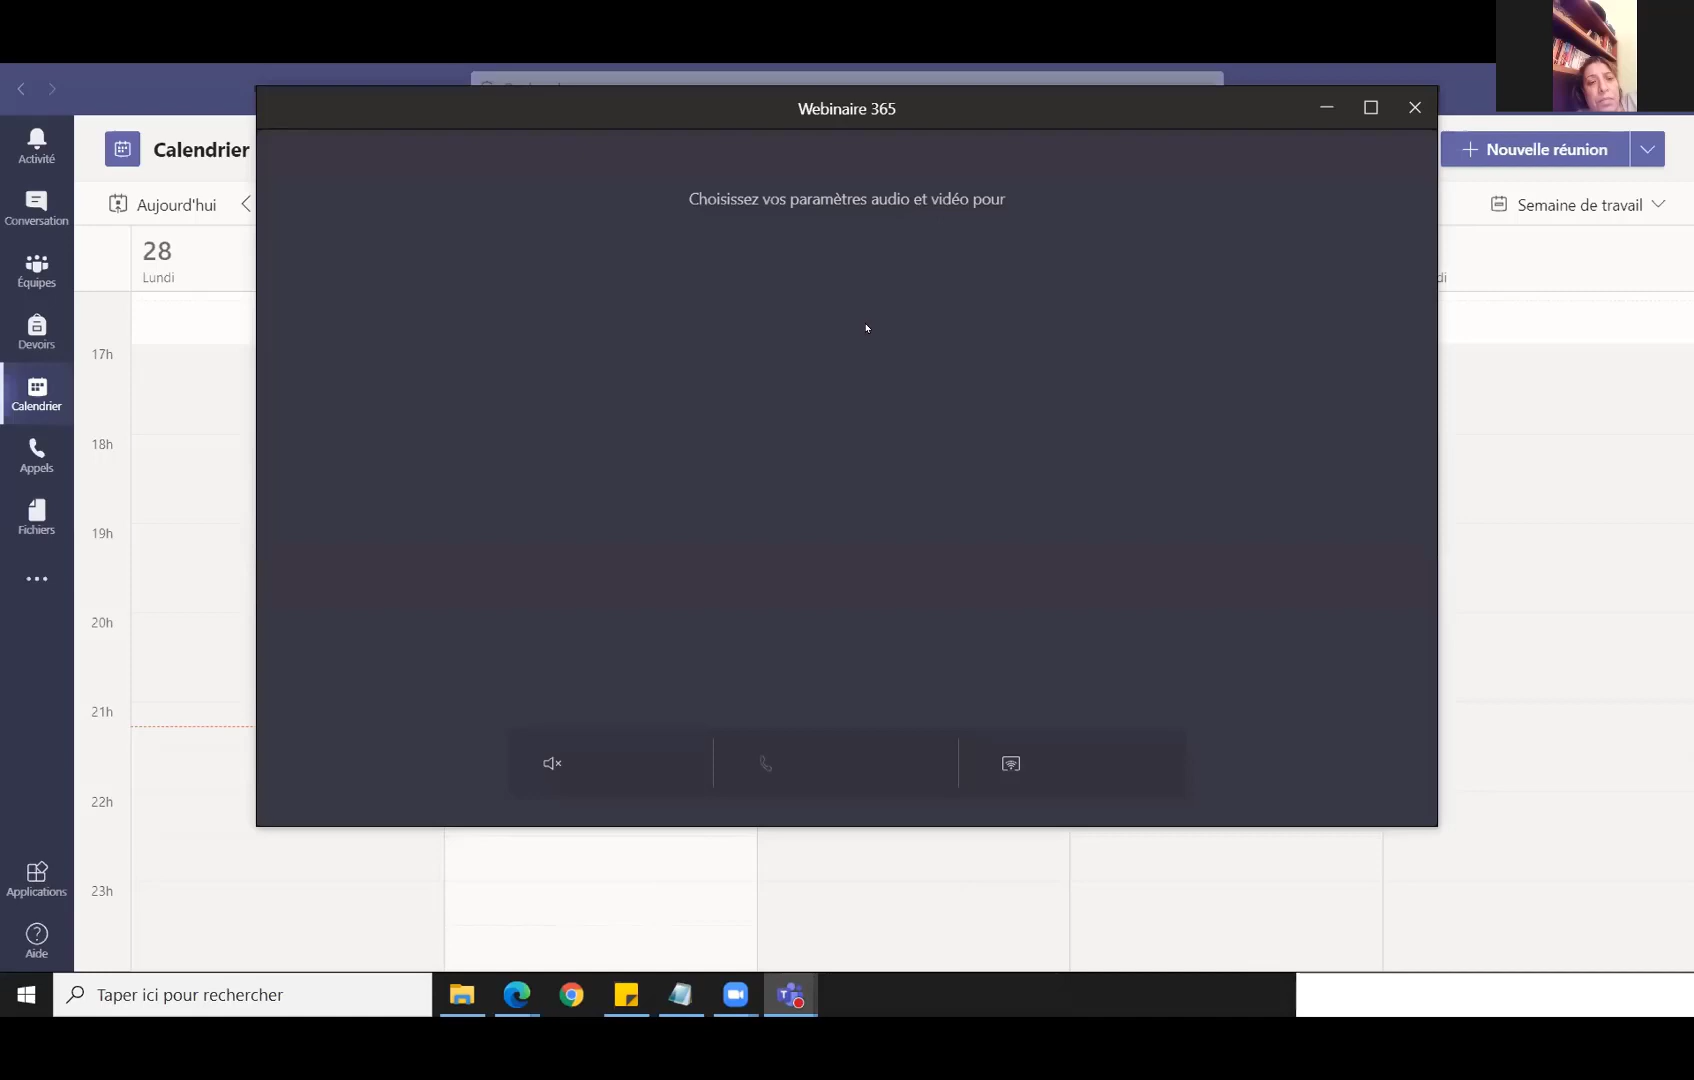 Webinaire 365
Choisissez vos paramètres audio et vidéo pour
Activité
Conversation
Équipes
Devoirs
Calendrier
Appels
Fichiers
Applications
Aide
Calendrier
Nouvelle réunion
Aujourd'hui
Semaine de travail
28
Lundi
di
17h
18h
19h
20h
21h
22h
23h
Taper ici pour rechercher